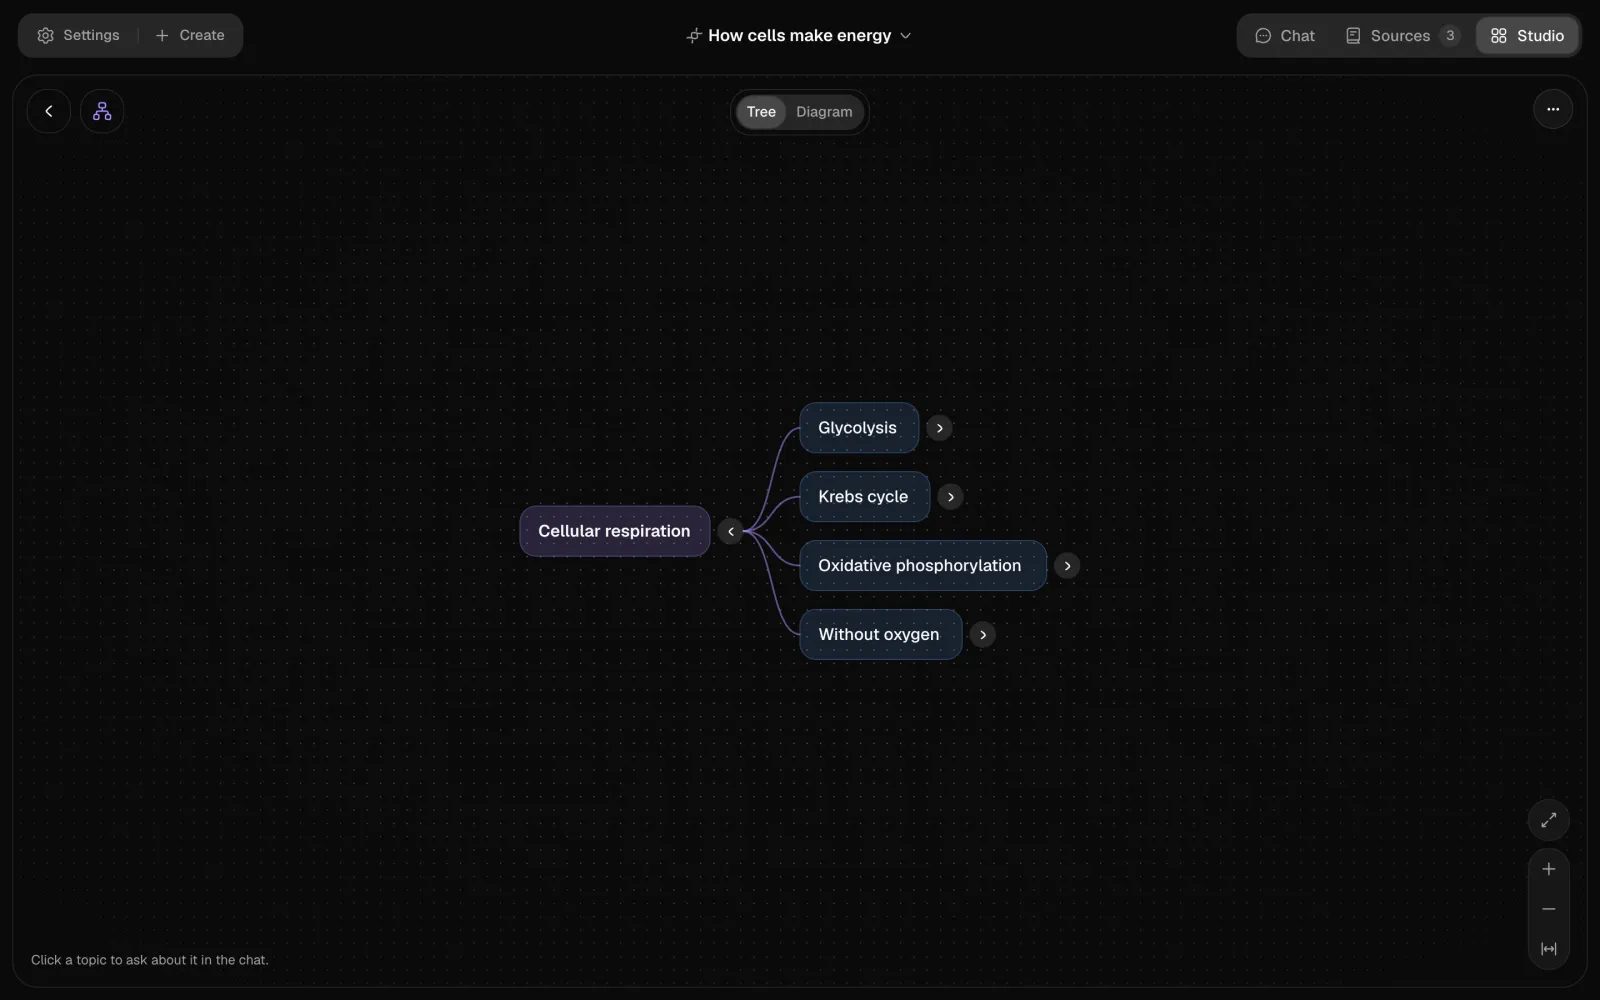 Settings
Create
How cells make energy
Chat
Sources 3
Studio
Tree
Diagram
Glycolysis
Krebs cycle
Cellular respiration
Oxidative phosphorylation
Without oxygen
Click a topic to ask about it in the chat.